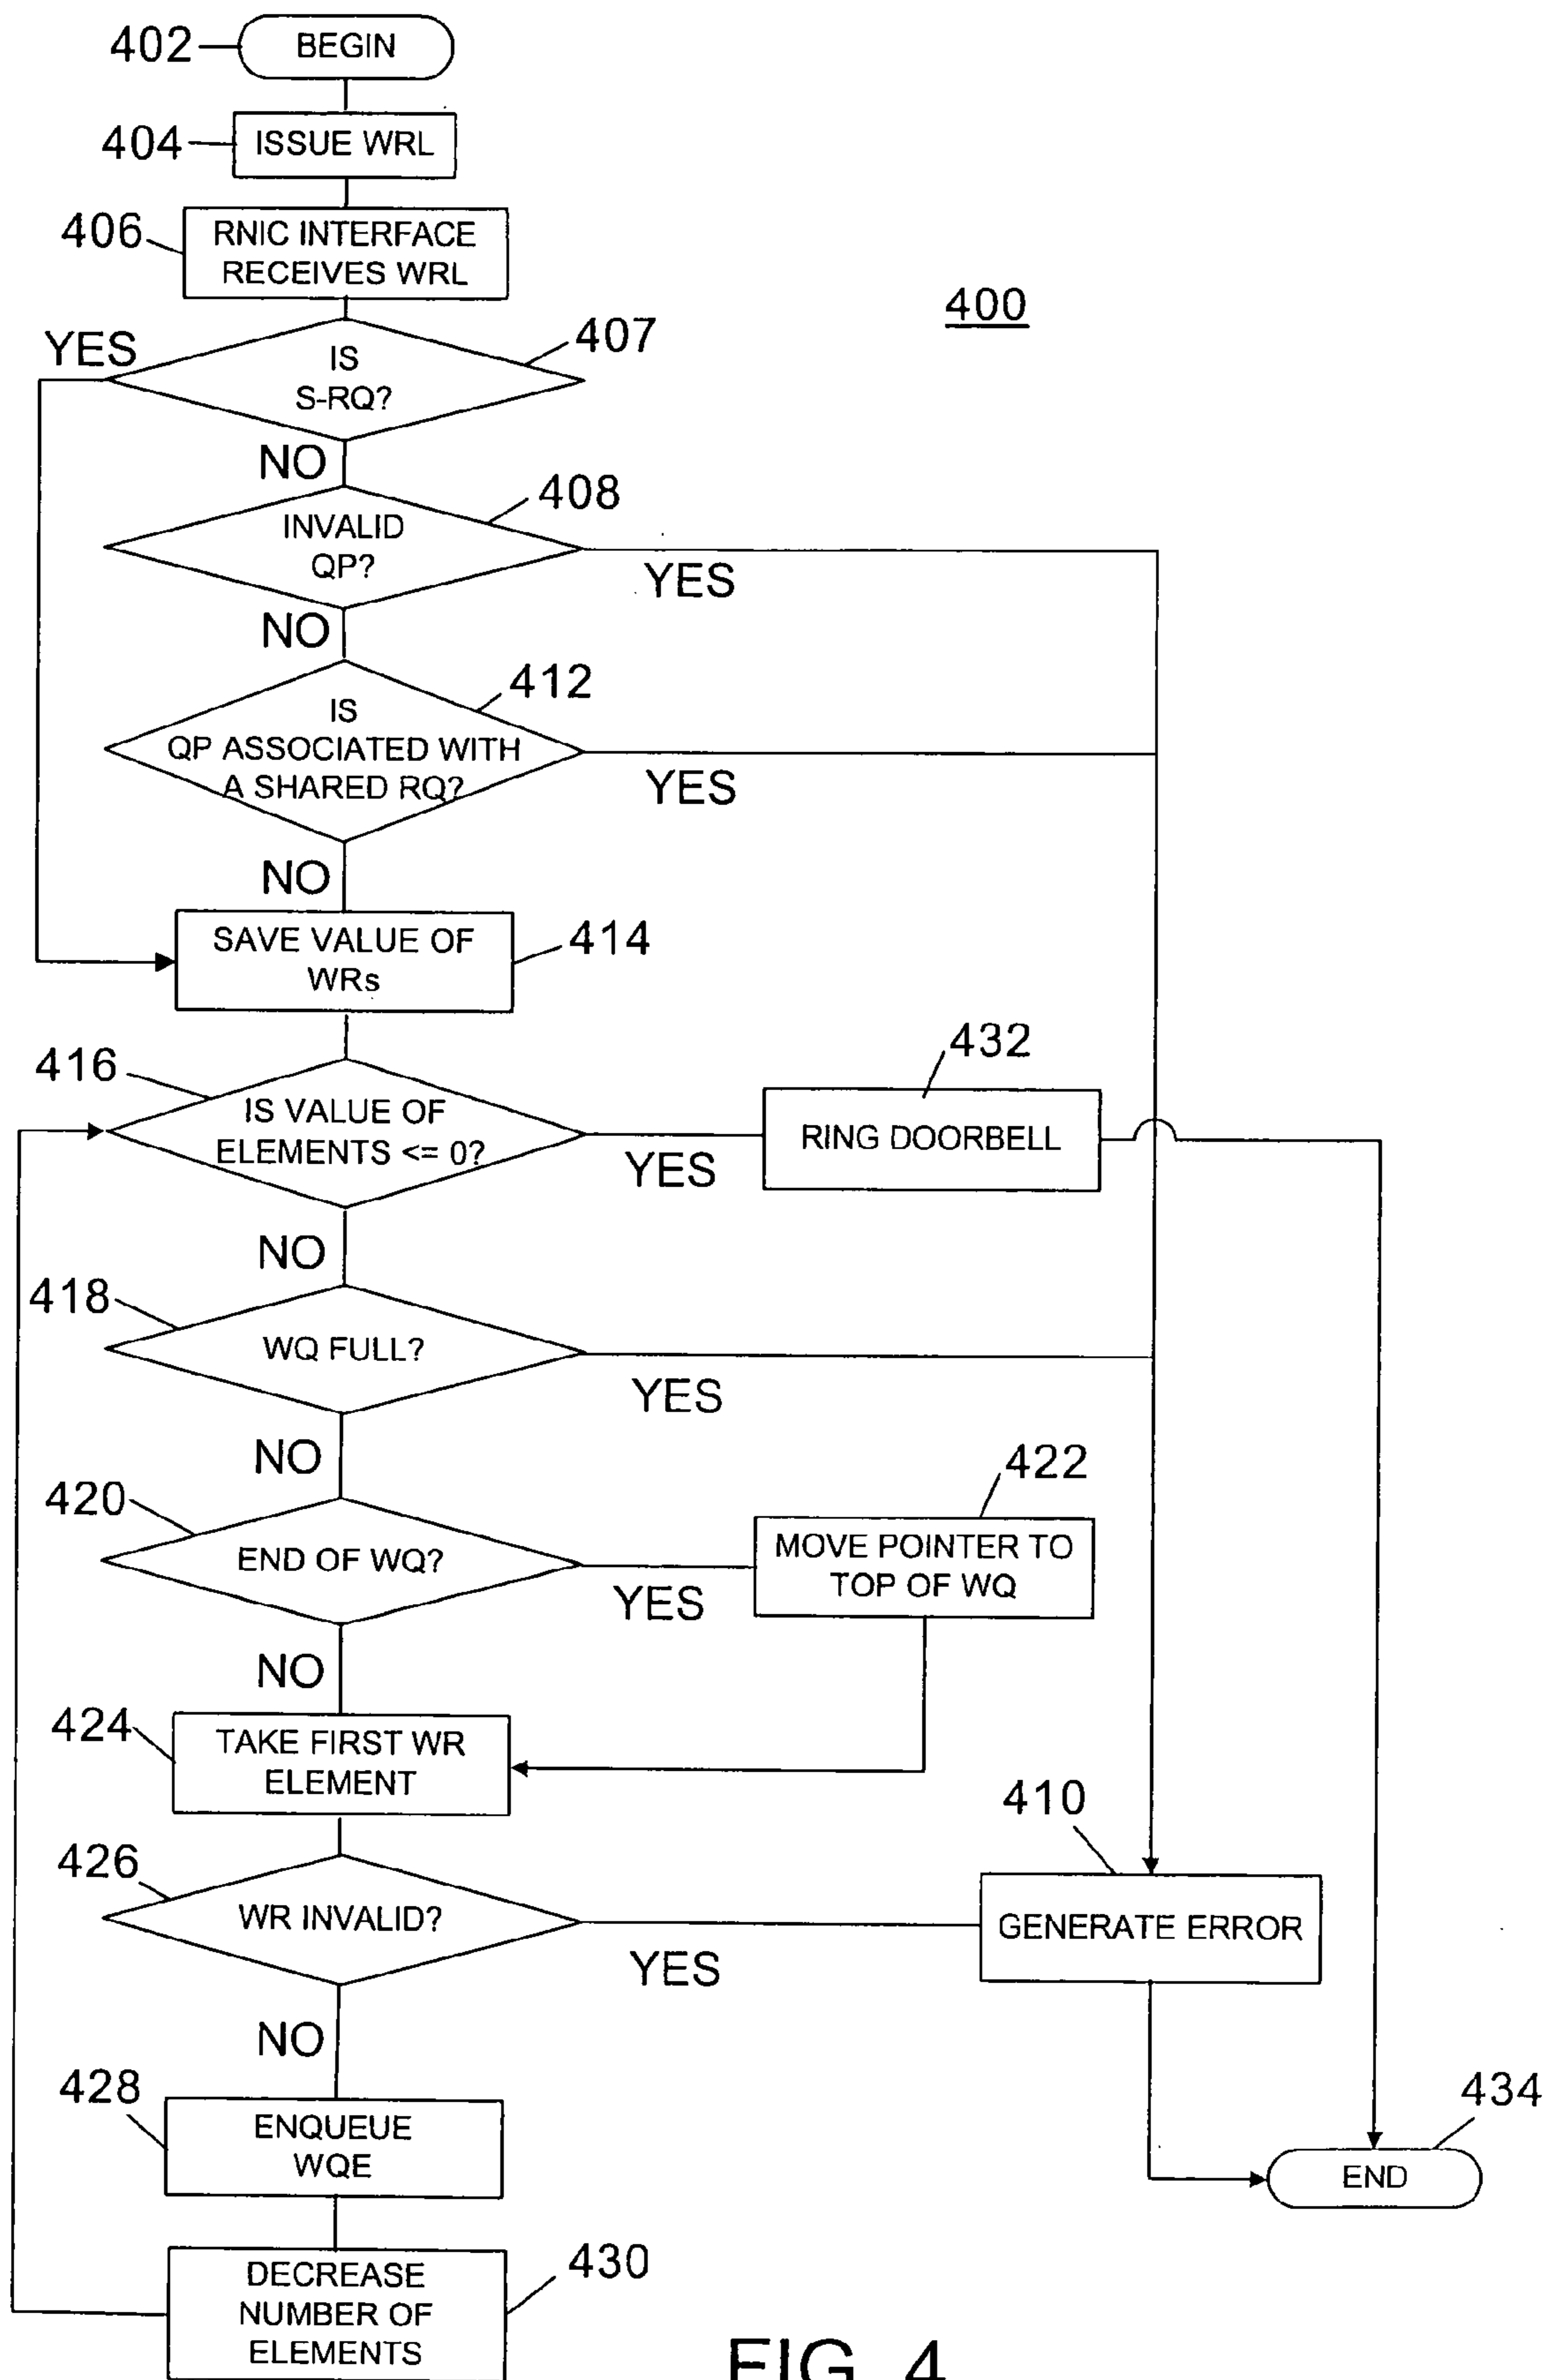 402
BEGIN
404
ISSUE WRL
406
RNIC INTERFACE
RECEIVES WRL
400
YES
407
IS
S-RQ?
NO
408
INVALID
QP?
YES
NO
412
IS
QP ASSOCIATED WITH
A SHARED RQ?
YES
NO
SAVE VALUE OF
WRs
414
432
416
IS VALUE OF
ELEMENTS <= 0?
YES
RING DOORBELL
NO
418
WQ FULL?
YES
NO
422
420
END OF WQ?
YES
MOVE POINTER TO
TOP OF WQ
NO
424
TAKE FIRST WR
ELEMENT
410
426
WR INVALID?
YES
GENERATE ERROR
NO
428
ENQUEUE
WQE
434
END
430
DECREASE
NUMBER OF
ELEMENTS
FIG. 4